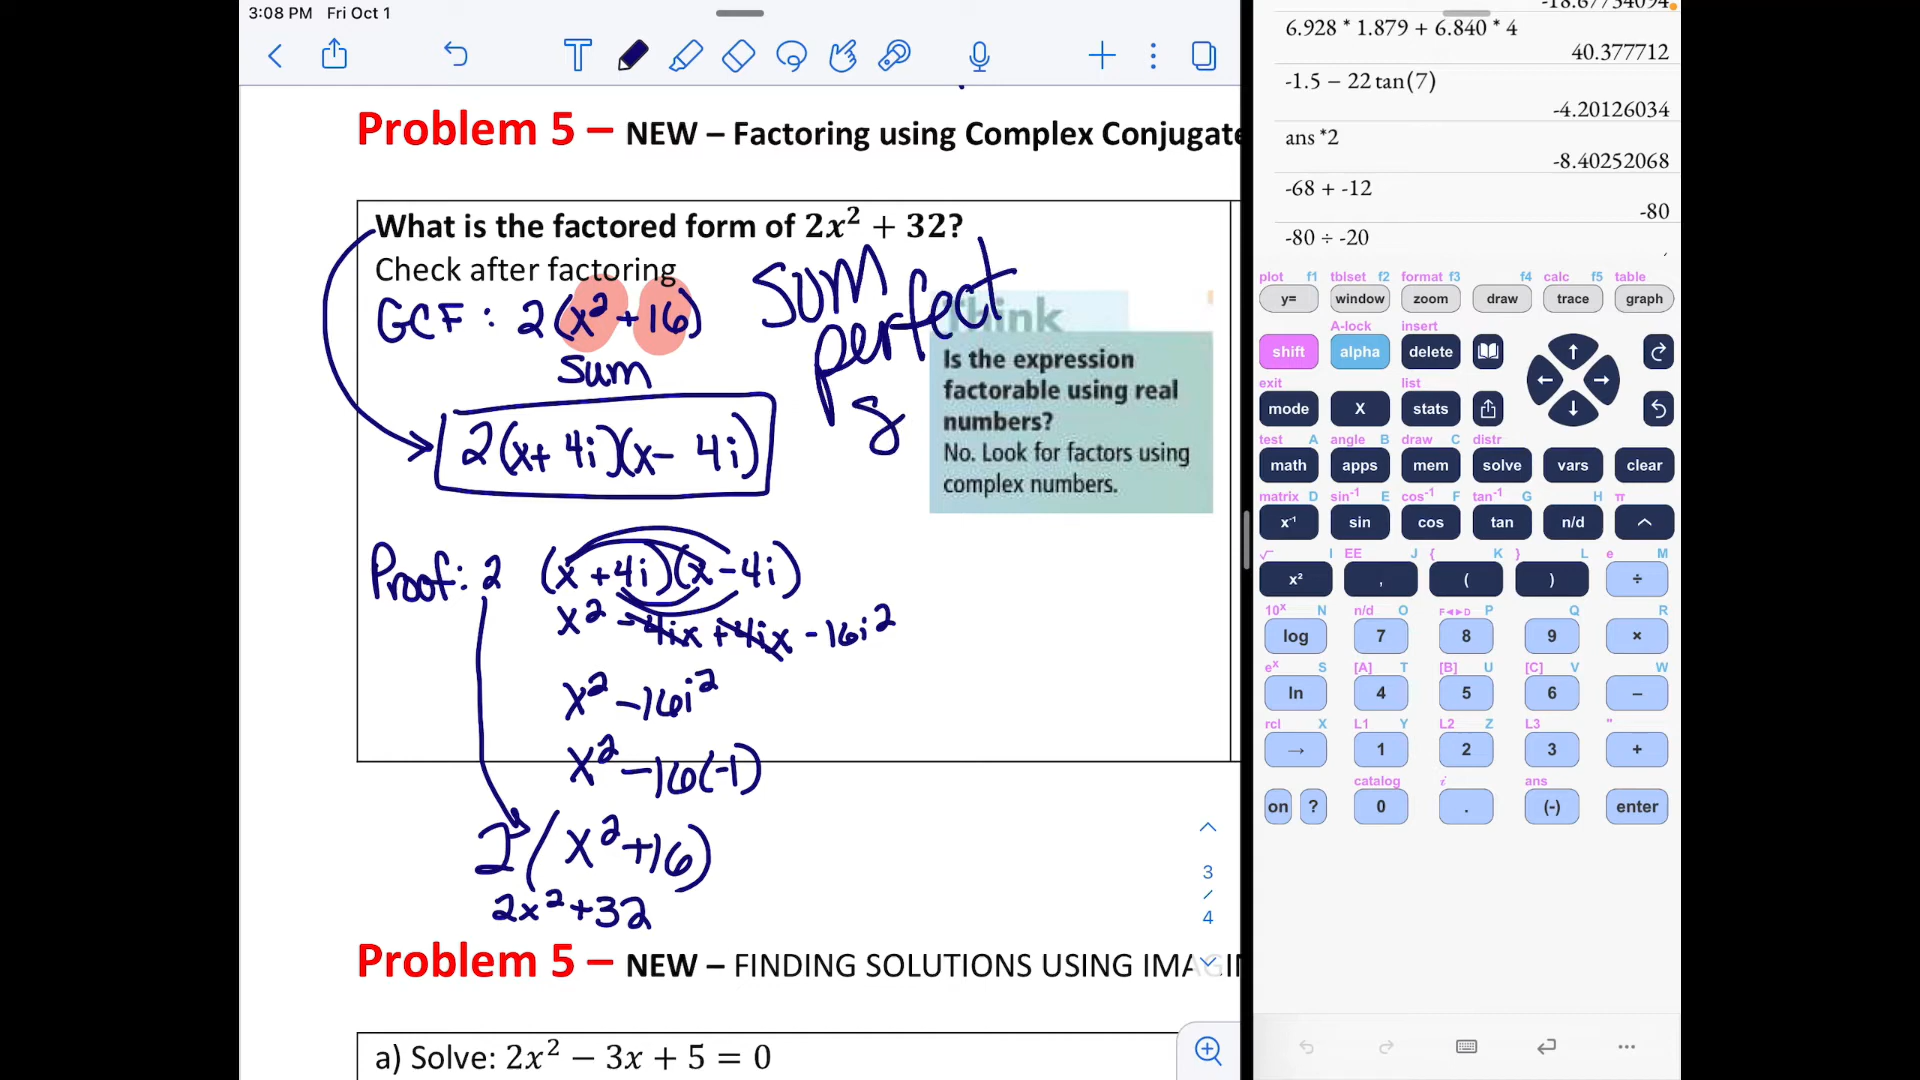 3:08 PM Fri Oct 1
Problem 5 – NEW – Factoring using Complex Conjugate
What is the factored form of 2x² + 32?
Check after factoring
GCF : 2(x² + 16)
sum
2(x + 4i)(x - 4i)
sum
perfect
s
Think
Is the expression
factorable using real
numbers?
No. Look for factors using
complex numbers.
Proof: 2 (x + 4i)(x - 4i)
x² - 4ix + 4ix - 16i²
x² - 16i²
x² - 16(-1)
2(x² + 16)
2x² + 32
3
/
4
Problem 5 – NEW – FINDING SOLUTIONS USING IMAGIN
a) Solve: 2x² − 3x + 5 = 0
-18.67734094
6.928 * 1.879 + 6.840 * 4
40.377712
-1.5 − 22 tan(7)
-4.20126034
ans *2
-8.40252068
-68 + -12
-80
-80 ÷ -20
plot f1 tblset f2 format f3 f4 calc f5 table
y= window zoom draw trace graph
A-lock insert
shift alpha delete
exit list
mode X stats
test A angle B draw C distr
math apps mem solve vars clear
matrix D sin⁻¹ E cos⁻¹ F tan⁻¹ G H π
x⁻¹ sin cos tan n/d ^
√ I EE J { K } L e M
x² , ( ) ÷
10ˣ N n/d O F◄►D P Q R
log 7 8 9 ×
eˣ S [A] T [B] U [C] V W
ln 4 5 6 −
rcl X L1 Y L2 Z L3 "
→ 1 2 3 +
catalog i ans
on ? 0 . (-) enter